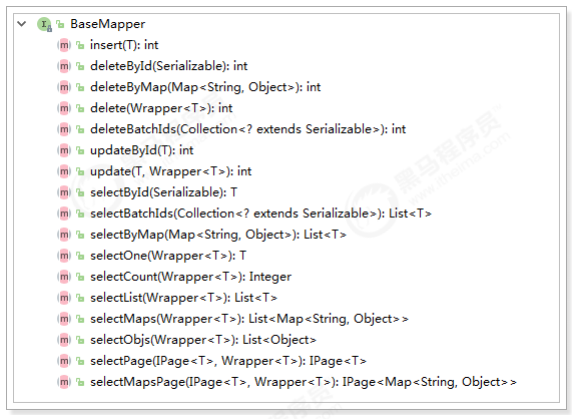 BaseMapper
insert(T): int
deleteById(Serializable): int
deleteByMap(Map<String, Object>): int
delete(Wrapper<T>): int
deleteBatchIds(Collection<? extends Serializable>): int
updateById(T): int
update(T, Wrapper<T>): int
selectById(Serializable): T
selectBatchIds(Collection<? extends Serializable>): List<T>
selectByMap(Map<String, Object>): List<T>
selectOne(Wrapper<T>): T
selectCount(Wrapper<T>): Integer
selectList(Wrapper<T>): List<T>
selectMaps(Wrapper<T>): List<Map<String, Object>>
selectObjs(Wrapper<T>): List<Object>
selectPage(IPage<T>, Wrapper<T>): IPage<T>
selectMapsPage(IPage<T>, Wrapper<T>): IPage<Map<String, Object>>
黑马程序员
www.itheima.com